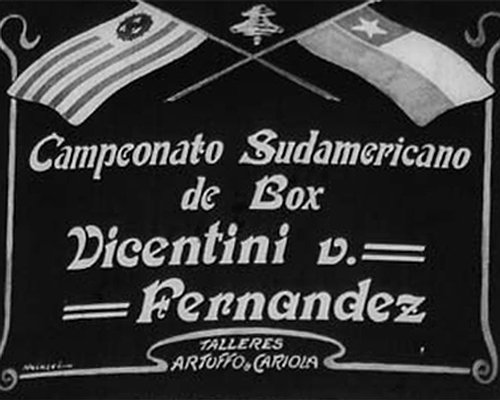 Campeonato Sudamericano
de Box
Vicentini v.
Fernandez
TALLERES
ARTUFFO & CARIOLA